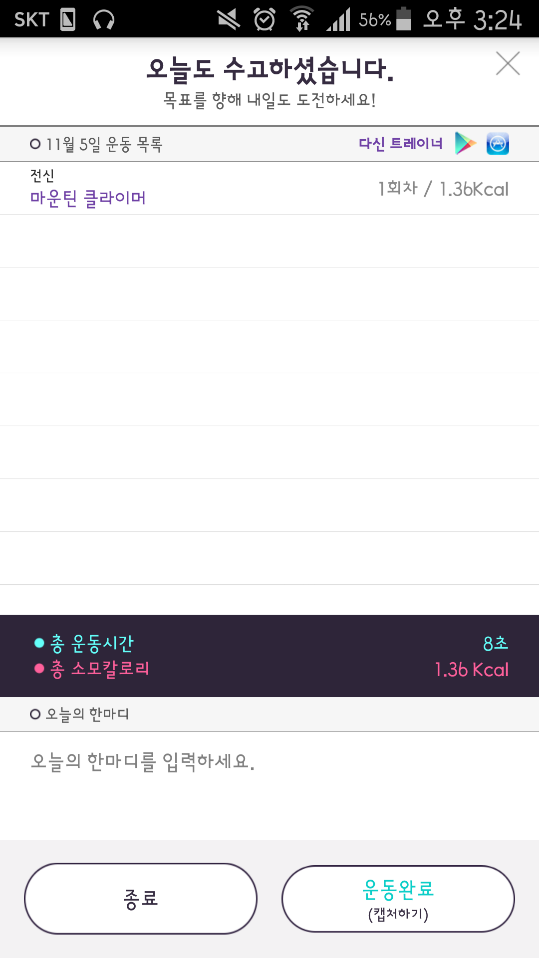 SKT 56% 오후 3:24
오늘도 수고하셨습니다.
목표를 향해 내일도 도전하세요!
11월 5일 운동 목록 다신 트레이너
전신
마운틴 클라이머 1회차 / 1.36Kcal
총 운동시간 8초
총 소모칼로리 1.36 Kcal
오늘의 한마디
오늘의 한마디를 입력하세요.
종료 운동완료
(캡처하기)